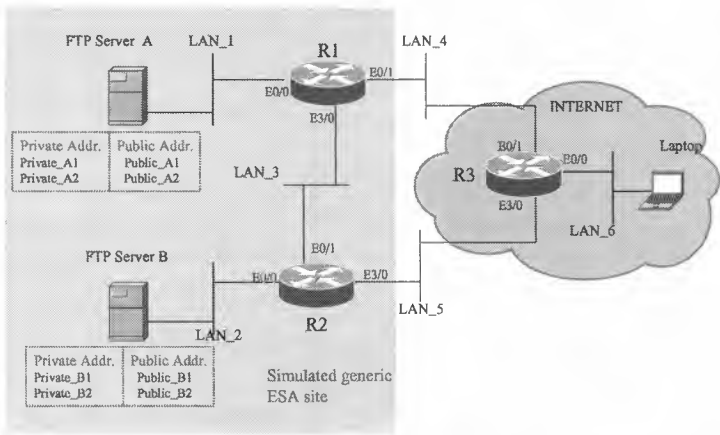 FTP Server A
LAN_1
R1
LAN_4
E0/0
E0/1
E3/0
Private Addr.
Private_A1
Private_A2
Public Addr.
Public_A1
Public_A2
LAN_3
INTERNET
Laptop
R3
E0/1
E0/0
E3/0
LAN_6
FTP Server B
E0/1
E0/0
E3/0
R2
LAN_2
LAN_5
Private Addr.
Private_B1
Private_B2
Public Addr.
Public_B1
Public_B2
Simulated generic
ESA site